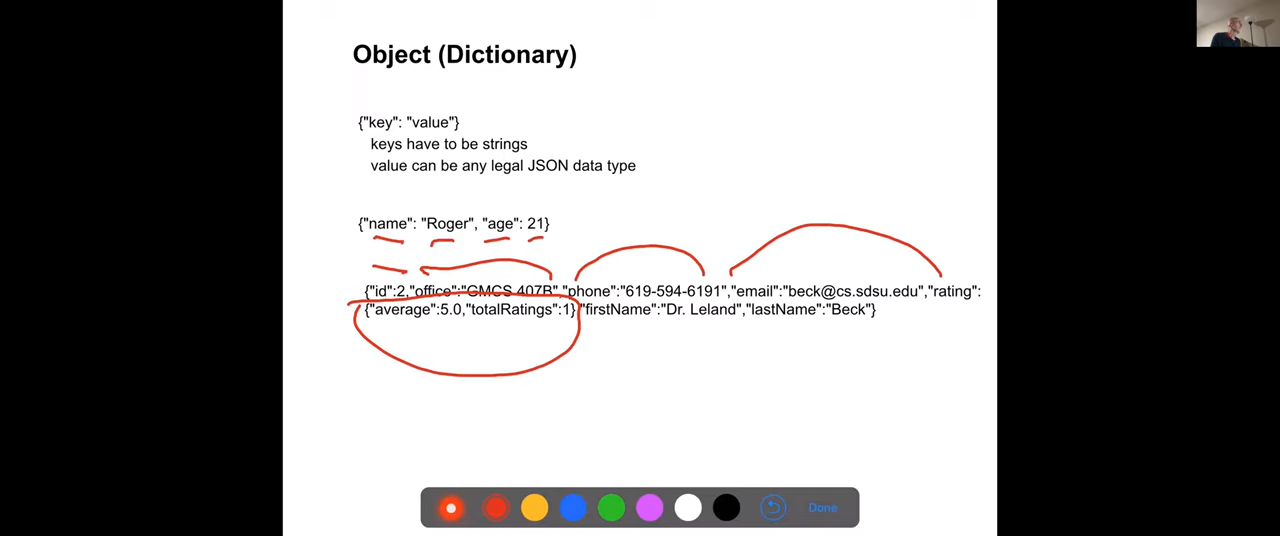 Object (Dictionary)
{"key": "value"}
keys have to be strings
value can be any legal JSON data type
{"name": "Roger", "age": 21}
{"id":2,"office":"GMCS 407B","phone":"619-594-6191","email":"beck@cs.sdsu.edu","rating":
{"average":5.0,"totalRatings":1},"firstName":"Dr. Leland","lastName":"Beck"}
Done